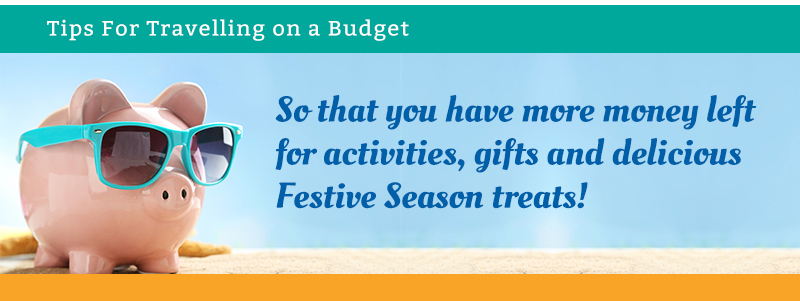 Tips For Travelling on a Budget
So that you have more money left
for activities, gifts and delicious
Festive Season treats!